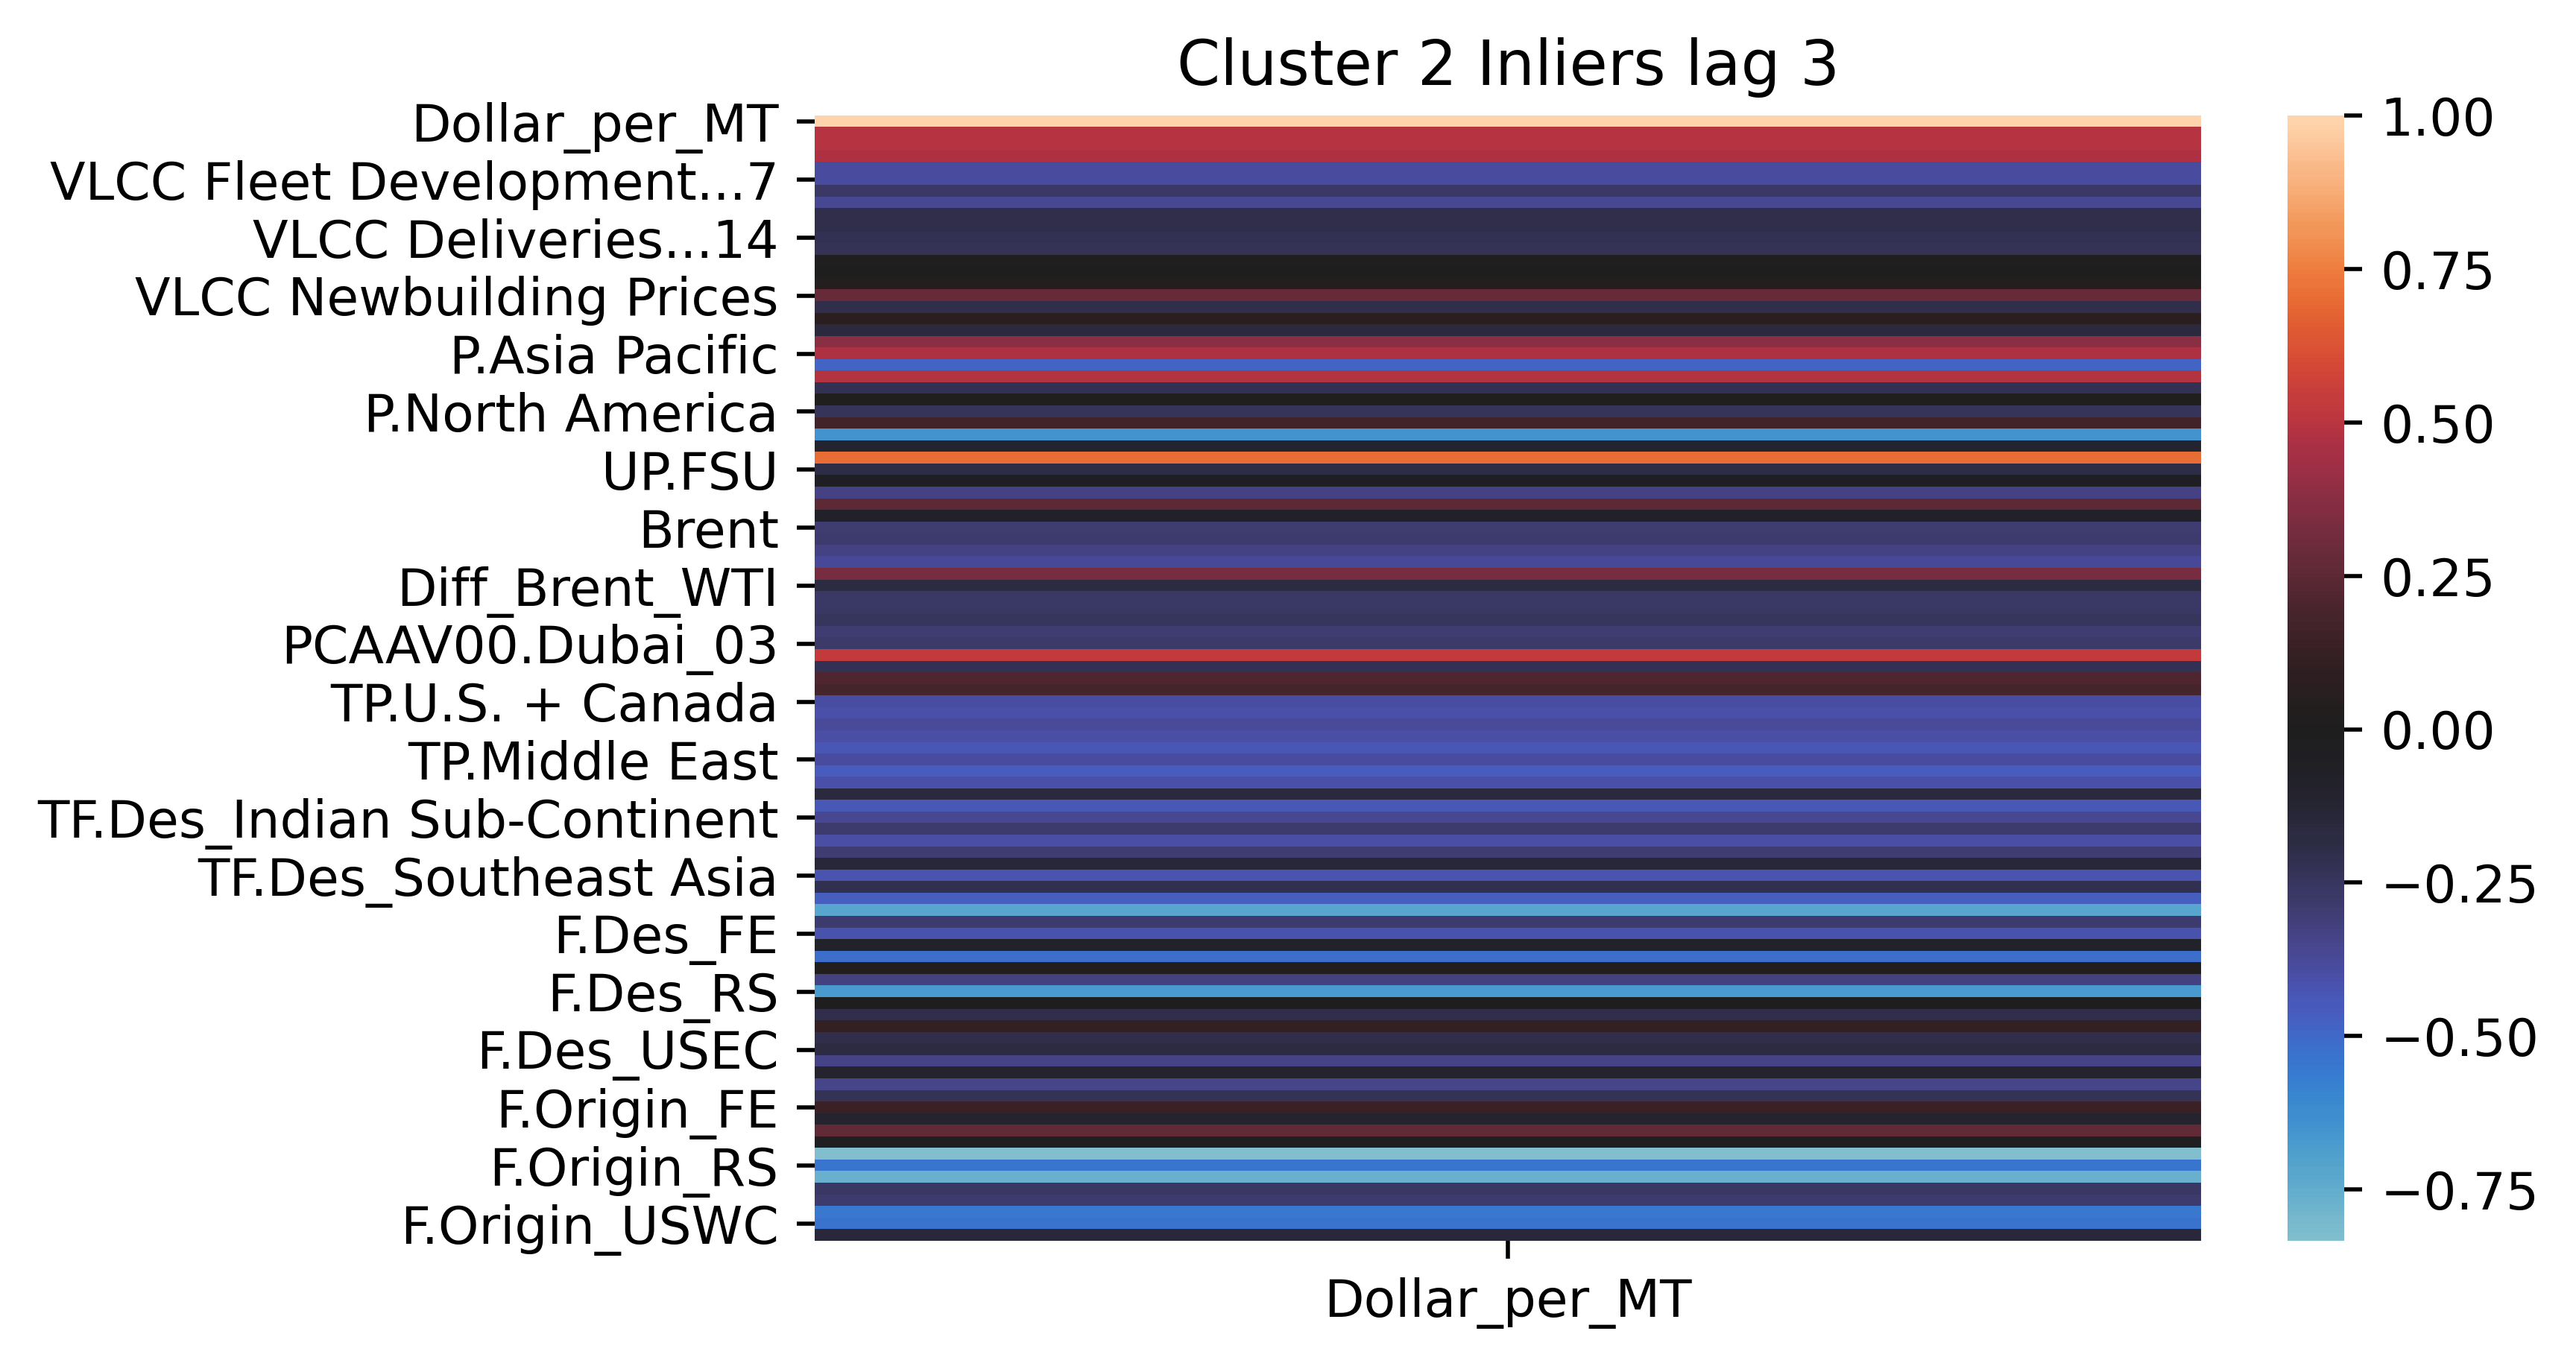 Cluster 2 Inliers lag 3
Dollar_per_MT
VLCC Fleet Development...7
VLCC Deliveries...14
VLCC Newbuilding Prices
P.Asia Pacific
P.North America
UP.FSU
Brent
Diff_Brent_WTI
PCAAV00.Dubai_03
TP.U.S. + Canada
TP.Middle East
TF.Des_Indian Sub-Continent
TF.Des_Southeast Asia
F.Des_FE
F.Des_RS
F.Des_USEC
F.Origin_FE
F.Origin_RS
F.Origin_USWC
Dollar_per_MT
1.00
0.75
0.50
0.25
0.00
−0.25
−0.50
−0.75